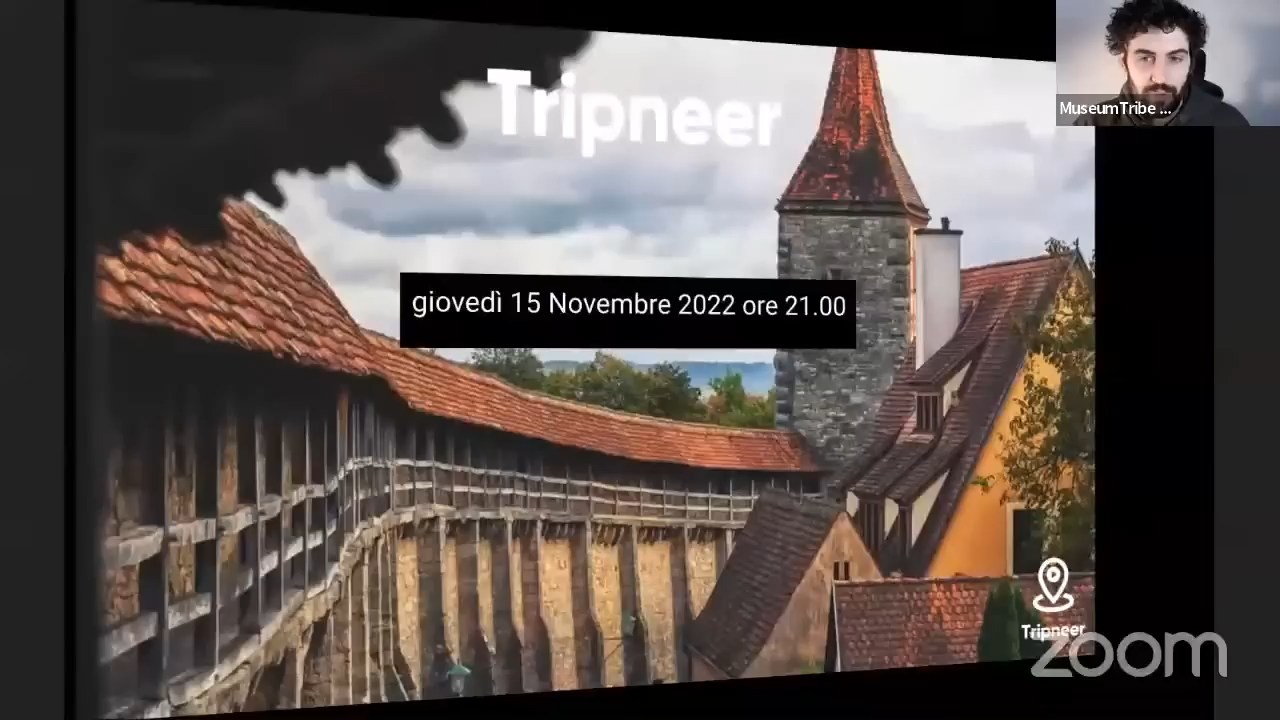 Tripneer
MuseumTribe ...
giovedì 15 Novembre 2022 ore 21.00
Tripneer
zoom